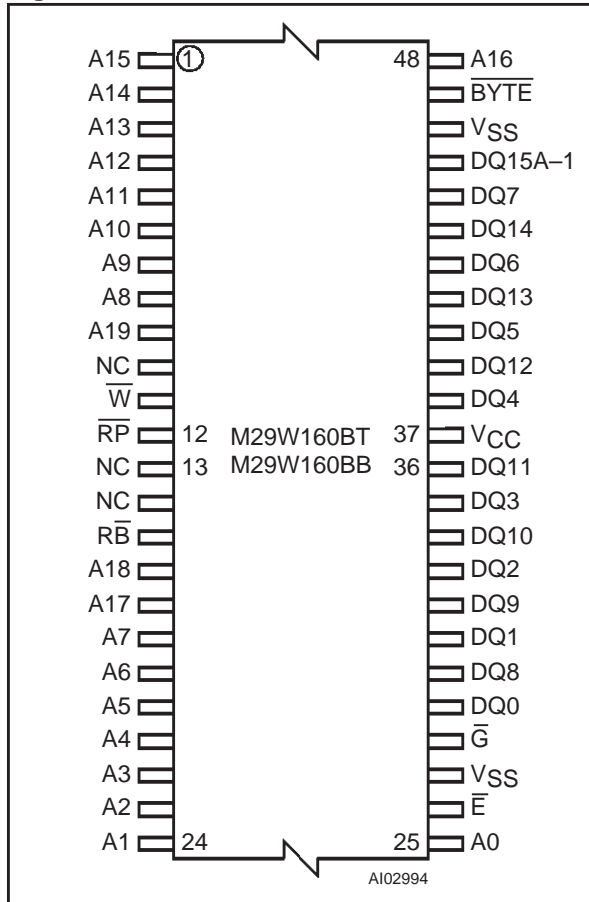 A15 1 48 A16
A14 B̅Y̅T̅E̅
A13 VSS
A12 DQ15A–1
A11 DQ7
A10 DQ14
A9 DQ6
A8 DQ13
A19 DQ5
NC DQ12
W̅ DQ4
R̅P̅ 12 M29W160BT 37 VCC
NC 13 M29W160BB 36 DQ11
NC DQ3
RB̅ DQ10
A18 DQ2
A17 DQ9
A7 DQ1
A6 DQ8
A5 DQ0
A4 G̅
A3 VSS
A2 E̅
A1 24 25 A0
AI02994